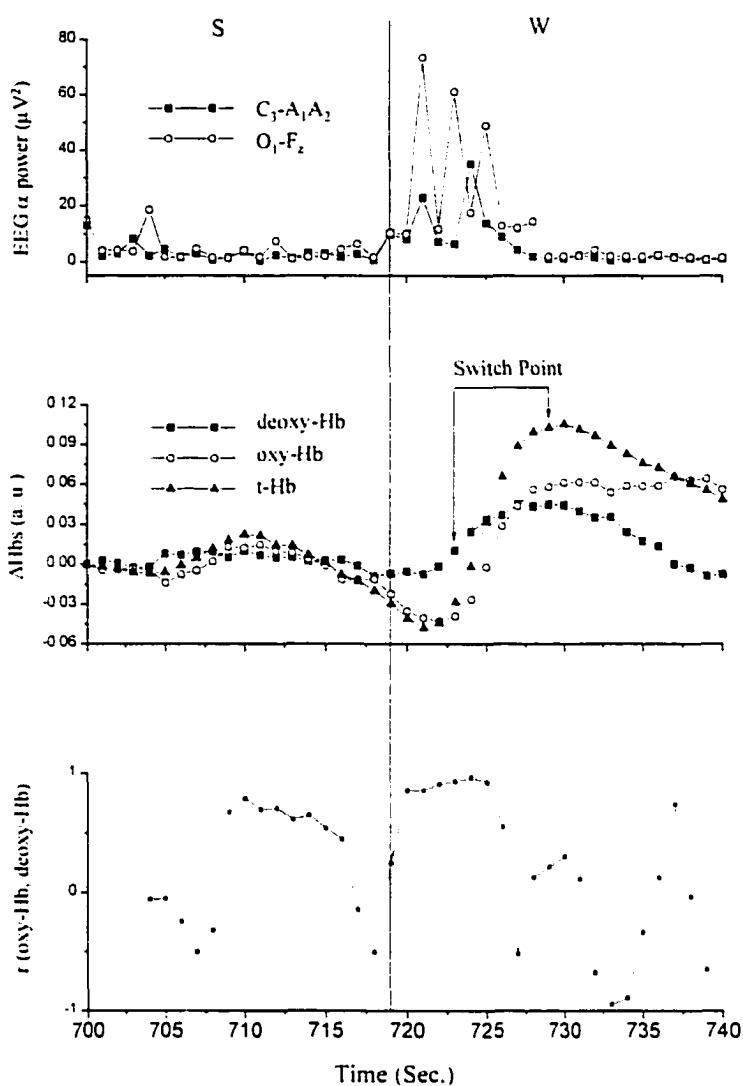 S W
EEG α power (μV²)
80
60
40
20
0
C₃-A₁A₂
O₁-F_z
Switch Point
ΔHbs (a. u.)
0.12
0.09
0.06
0.03
0.00
-0.03
-0.06
deoxy-Hb
oxy-Hb
t-Hb
r (oxy-Hb, deoxy-Hb)
1
0
-1
700 705 710 715 720 725 730 735 740
Time (Sec.)